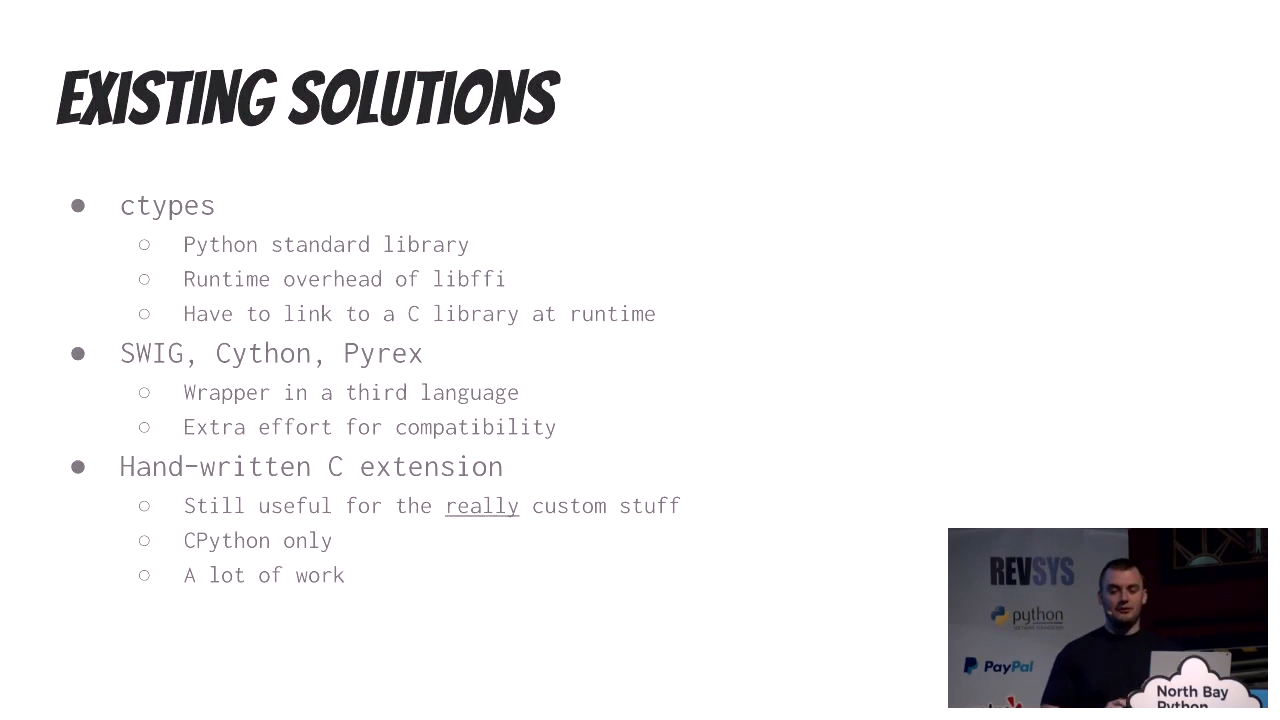 EXISTING SOLUTIONS
● ctypes
○ Python standard library
○ Runtime overhead of libffi
○ Have to link to a C library at runtime
● SWIG, Cython, Pyrex
○ Wrapper in a third language
○ Extra effort for compatibility
● Hand-written C extension
○ Still useful for the really custom stuff
○ CPython only
○ A lot of work
REVSYS
python
PayPal
North Bay
Python